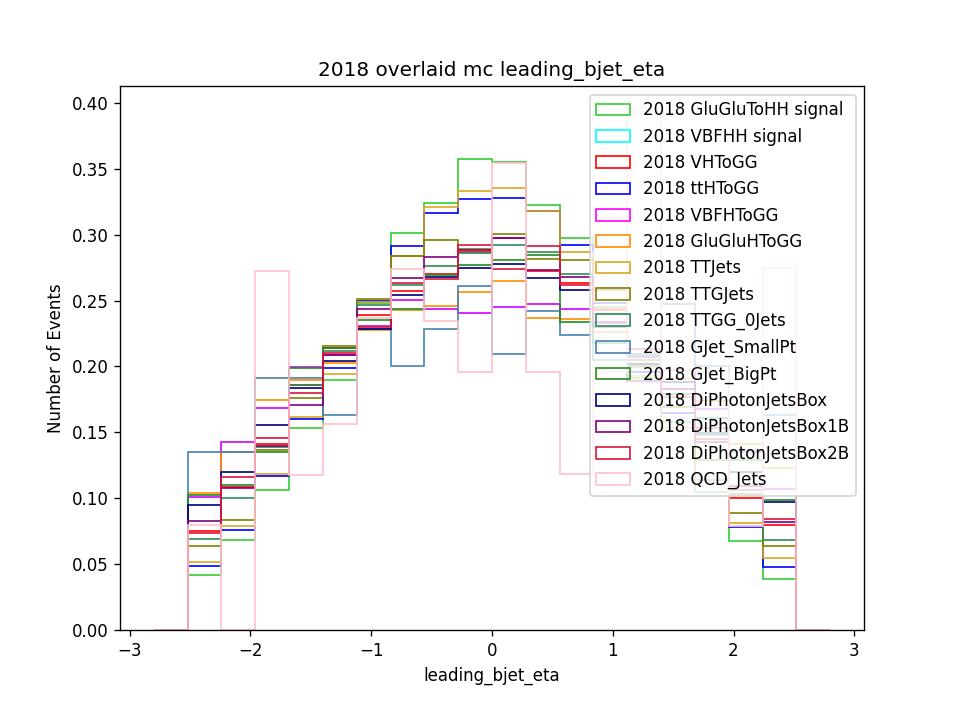 2018 overlaid mc leading_bjet_eta
Number of Events
0.40
0.35
0.30
0.25
0.20
0.15
0.10
0.05
0.00
2018 GluGluToHH signal
2018 VBFHH signal
2018 VHToGG
2018 ttHToGG
2018 VBFHToGG
2018 GluGluHToGG
2018 TTJets
2018 TTGJets
2018 TTGG_0Jets
2018 GJet_SmallPt
2018 GJet_BigPt
2018 DiPhotonJetsBox
2018 DiPhotonJetsBox1B
2018 DiPhotonJetsBox2B
2018 QCD_Jets
−3 −2 −1 0 1 2 3
leading_bjet_eta